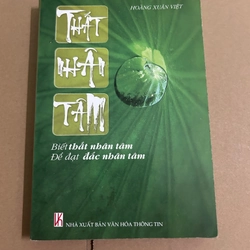 HOÀNG XUÂN VIỆT
THẤT
NHÂN
TÂM
Biết thất nhân tâm
Để đạt đắc nhân tâm
NHÀ XUẤT BẢN VĂN HÓA THÔNG TIN